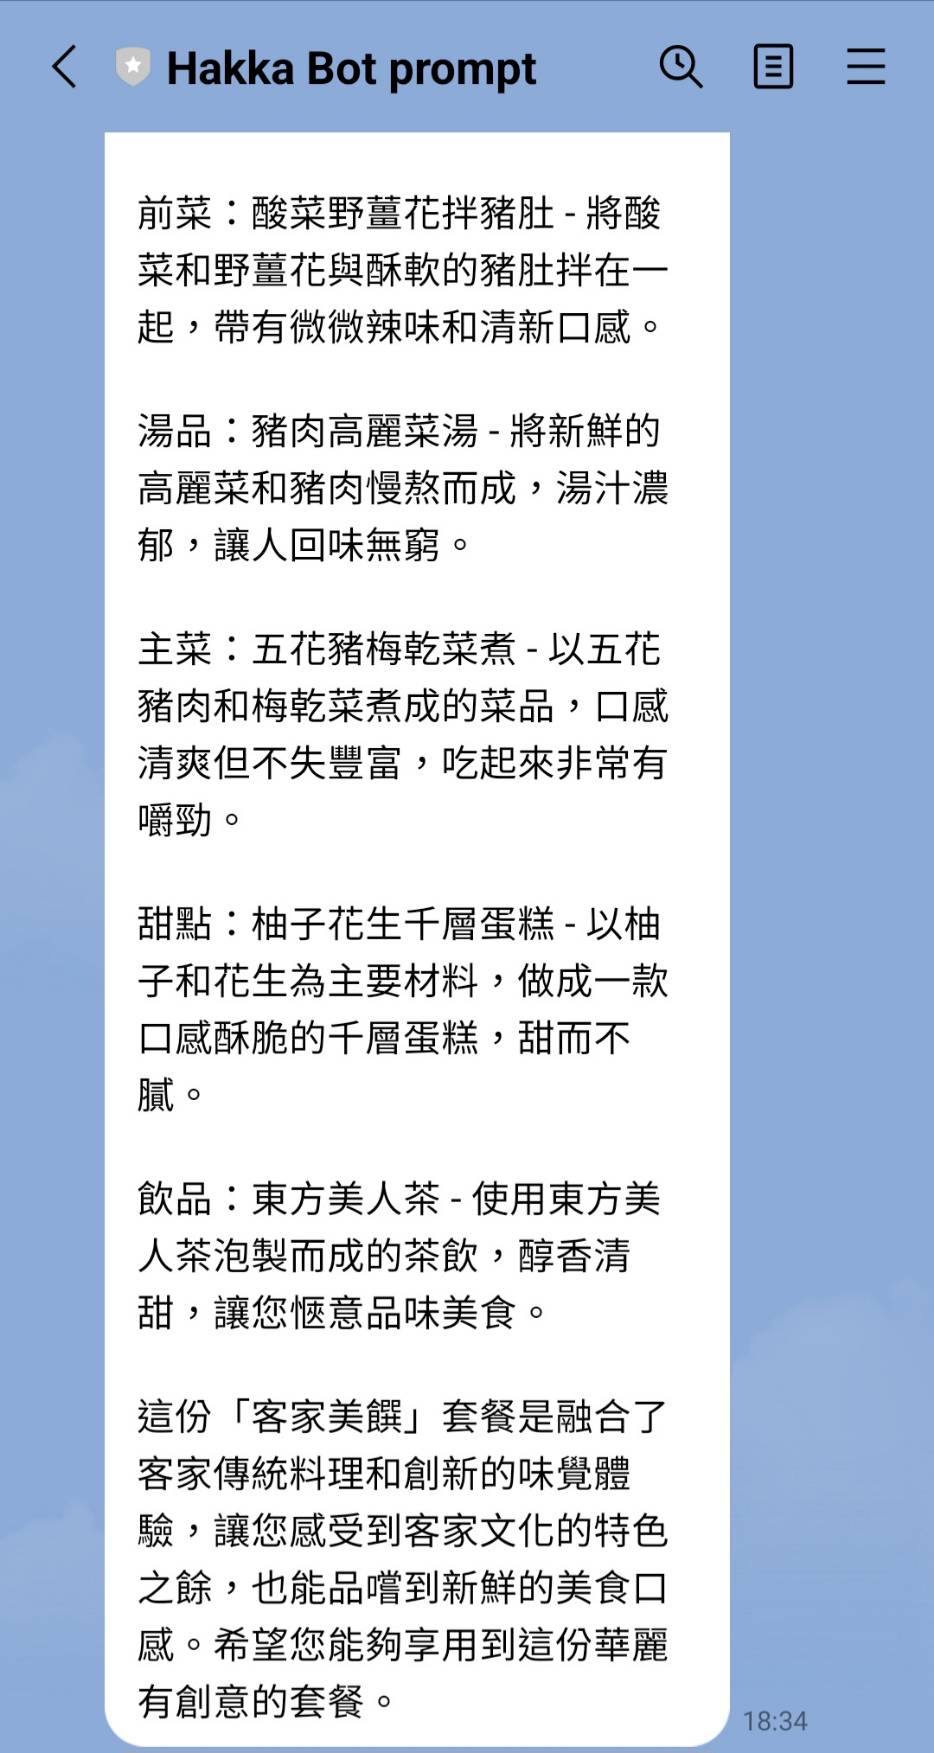 Hakka Bot prompt
前菜：酸菜野薑花拌豬肚 - 將酸
菜和野薑花與酥軟的豬肚拌在一
起，帶有微微辣味和清新口感。
湯品：豬肉高麗菜湯 - 將新鮮的
高麗菜和豬肉慢熬而成，湯汁濃
郁，讓人回味無窮。
主菜：五花豬梅乾菜煮 - 以五花
豬肉和梅乾菜煮成的菜品，口感
清爽但不失豐富，吃起來非常有
嚼勁。
甜點：柚子花生千層蛋糕 - 以柚
子和花生為主要材料，做成一款
口感酥脆的千層蛋糕，甜而不
膩。
飲品：東方美人茶 - 使用東方美
人茶泡製而成的茶飲，醇香清
甜，讓您愜意品味美食。
這份「客家美饌」套餐是融合了
客家傳統料理和創新的味覺體
驗，讓您感受到客家文化的特色
之餘，也能品嚐到新鮮的美食口
感。希望您能夠享用到這份華麗
有創意的套餐。
18:34